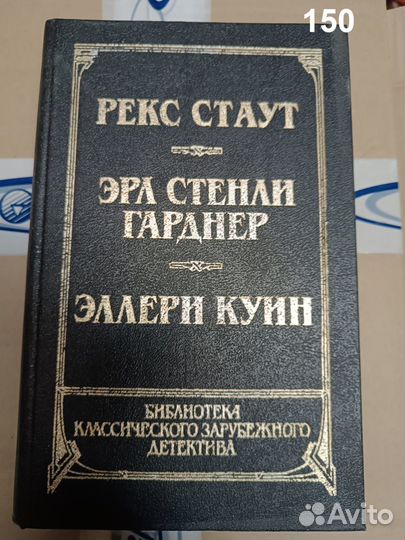 150
РЕКС СТАУТ
ЭРЛ СТЕНЛИ
ГАРДНЕР
ЭЛЛЕРИ КУИН
БИБЛИОТЕКА
КЛАССИЧЕСКОГО ЗАРУБЕЖНОГО
ДЕТЕКТИВА
Avito